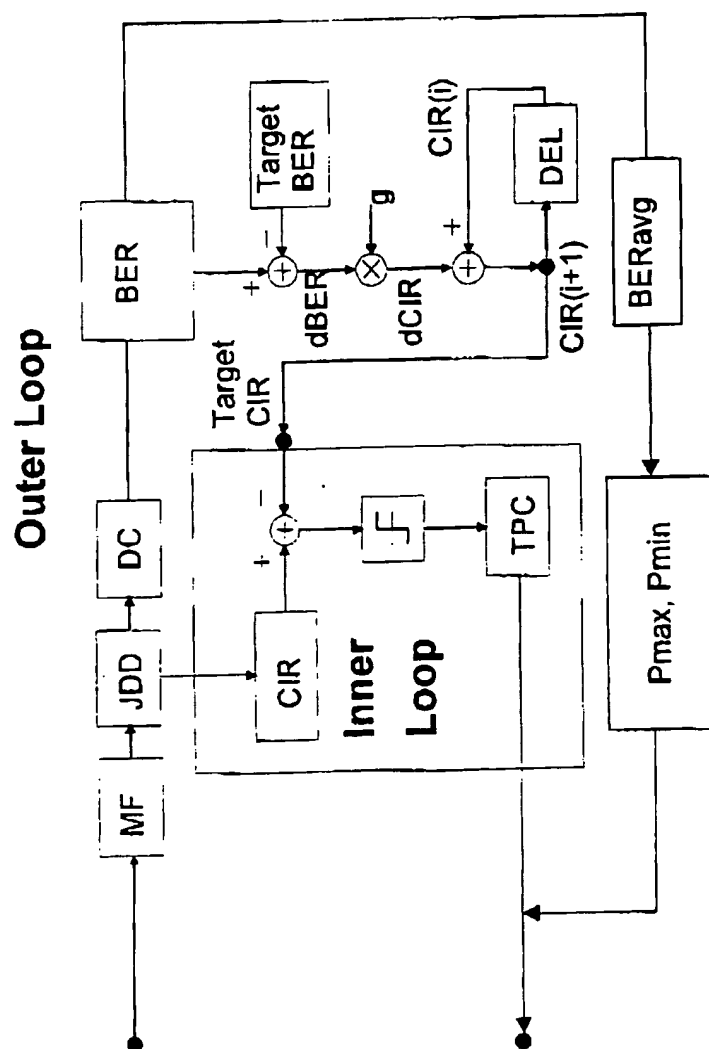 Outer Loop
MF
JDD
DC
BER
Target
BER
+
−
+
dBER
g
×
dCIR
+
+
CIR(i)
DEL
CIR(i+1)
Target
CIR
CIR
+
−
+
TPC
Inner
Loop
BERavg
Pmax, Pmin